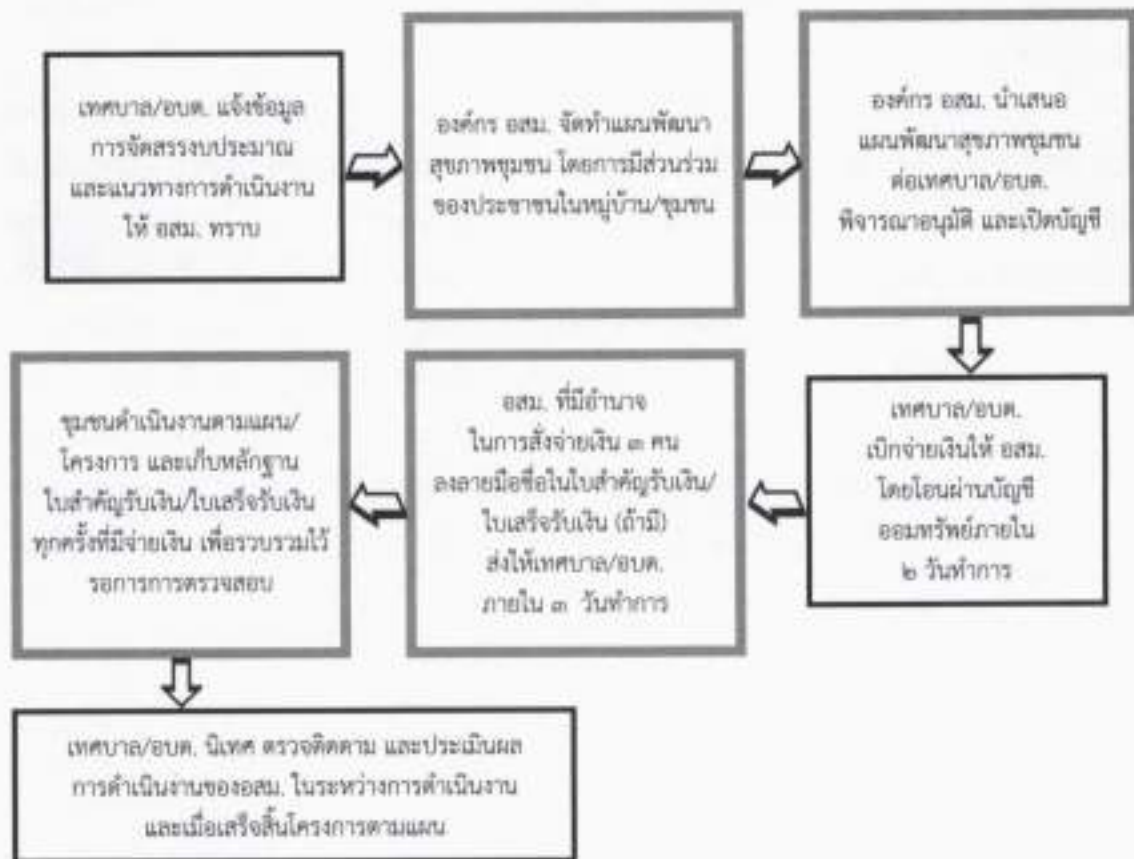 เทศบาล/อบต. แจ้งข้อมูล
การจัดสรรงบประมาณ
และแนวทางการดำเนินงาน
ให้ อสม. ทราบ
องค์กร อสม. จัดทำแผนพัฒนา
สุขภาพชุมชน โดยการมีส่วนร่วม
ของประชาชนในหมู่บ้าน/ชุมชน
องค์กร อสม. นำเสนอ
แผนพัฒนาสุขภาพชุมชน
ต่อเทศบาล/อบต.
พิจารณาอนุมัติ และเปิดบัญชี
เทศบาล/อบต.
เบิกจ่ายเงินให้ อสม.
โดยโอนผ่านบัญชี
ออมทรัพย์ภายใน
๒ วันทำการ
อสม. ที่มีอำนาจ
ในการสั่งจ่ายเงิน ๓ คน
ลงลายมือชื่อในใบสำคัญรับเงิน/
ใบเสร็จรับเงิน (ถ้ามี)
ส่งให้เทศบาล/อบต.
ภายใน ๓ วันทำการ
ชุมชนดำเนินงานตามแผน/
โครงการ และเก็บหลักฐาน
ใบสำคัญรับเงิน/ใบเสร็จรับเงิน
ทุกครั้งที่มีจ่ายเงิน เพื่อรวบรวมไว้
รอการการตรวจสอบ
เทศบาล/อบต. นิเทศ ตรวจติดตาม และประเมินผล
การดำเนินงานของอสม. ในระหว่างการดำเนินงาน
และเมื่อเสร็จสิ้นโครงการตามแผน